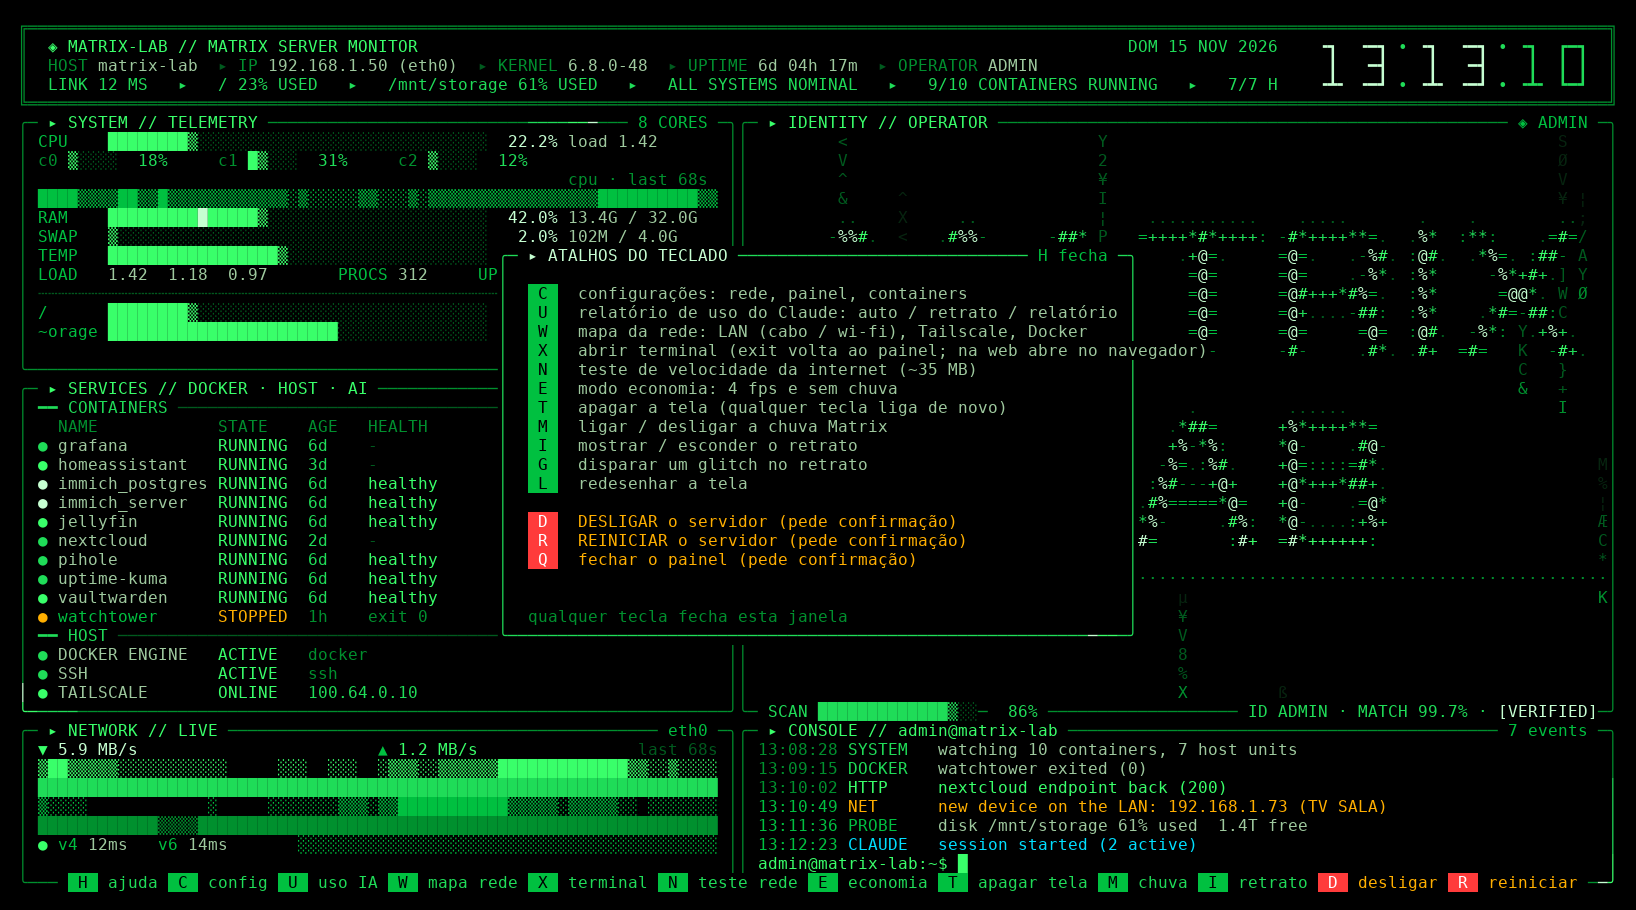 ◈ MATRIX-LAB // MATRIX SERVER MONITOR DOM 15 NOV 2026 13:13:10
HOST matrix-lab ▸ IP 192.168.1.50 (eth0) ▸ KERNEL 6.8.0-48 ▸ UPTIME 6d 04h 17m ▸ OPERATOR ADMIN
LINK 12 MS ▸ / 23% USED ▸ /mnt/storage 61% USED ▸ ALL SYSTEMS NOMINAL ▸ 9/10 CONTAINERS RUNNING ▸ 7/7 H
▸ SYSTEM // TELEMETRY 8 CORES
CPU 22.2% load 1.42
c0 18% c1 31% c2 12%
cpu · last 68s
RAM 42.0% 13.4G / 32.0G
SWAP 2.0% 102M / 4.0G
TEMP
LOAD 1.42 1.18 0.97 PROCS 312 UP
/
~orage
▸ IDENTITY // OPERATOR ◈ ADMIN
▸ ATALHOS DO TECLADO H fecha
C configurações: rede, painel, containers
U relatório de uso do Claude: auto / retrato / relatório
W mapa da rede: LAN (cabo / wi-fi), Tailscale, Docker
X abrir terminal (exit volta ao painel; na web abre no navegador)
N teste de velocidade da internet (~35 MB)
E modo economia: 4 fps e sem chuva
T apagar a tela (qualquer tecla liga de novo)
M ligar / desligar a chuva Matrix
I mostrar / esconder o retrato
G disparar um glitch no retrato
L redesenhar a tela
D DESLIGAR o servidor (pede confirmação)
R REINICIAR o servidor (pede confirmação)
Q fechar o painel (pede confirmação)
qualquer tecla fecha esta janela
▸ SERVICES // DOCKER · HOST · AI
CONTAINERS
NAME STATE AGE HEALTH
● grafana RUNNING 6d -
● homeassistant RUNNING 3d -
● immich_postgres RUNNING 6d healthy
● immich_server RUNNING 6d healthy
● jellyfin RUNNING 6d healthy
● nextcloud RUNNING 2d -
● pihole RUNNING 6d healthy
● uptime-kuma RUNNING 6d healthy
● vaultwarden RUNNING 6d healthy
● watchtower STOPPED 1h exit 0
HOST
● DOCKER ENGINE ACTIVE docker
● SSH ACTIVE ssh
● TAILSCALE ONLINE 100.64.0.10
SCAN 86% ID ADMIN · MATCH 99.7% · [VERIFIED]
▸ NETWORK // LIVE eth0
▼ 5.9 MB/s ▲ 1.2 MB/s last 68s
● v4 12ms v6 14ms
▸ CONSOLE // admin@matrix-lab 7 events
13:08:28 SYSTEM watching 10 containers, 7 host units
13:09:15 DOCKER watchtower exited (0)
13:10:02 HTTP nextcloud endpoint back (200)
13:10:49 NET new device on the LAN: 192.168.1.73 (TV SALA)
13:11:36 PROBE disk /mnt/storage 61% used 1.4T free
13:12:23 CLAUDE session started (2 active)
admin@matrix-lab:~$
H ajuda C config U uso IA W mapa rede X terminal N teste rede E economia T apagar tela M chuva I retrato D desligar R reiniciar